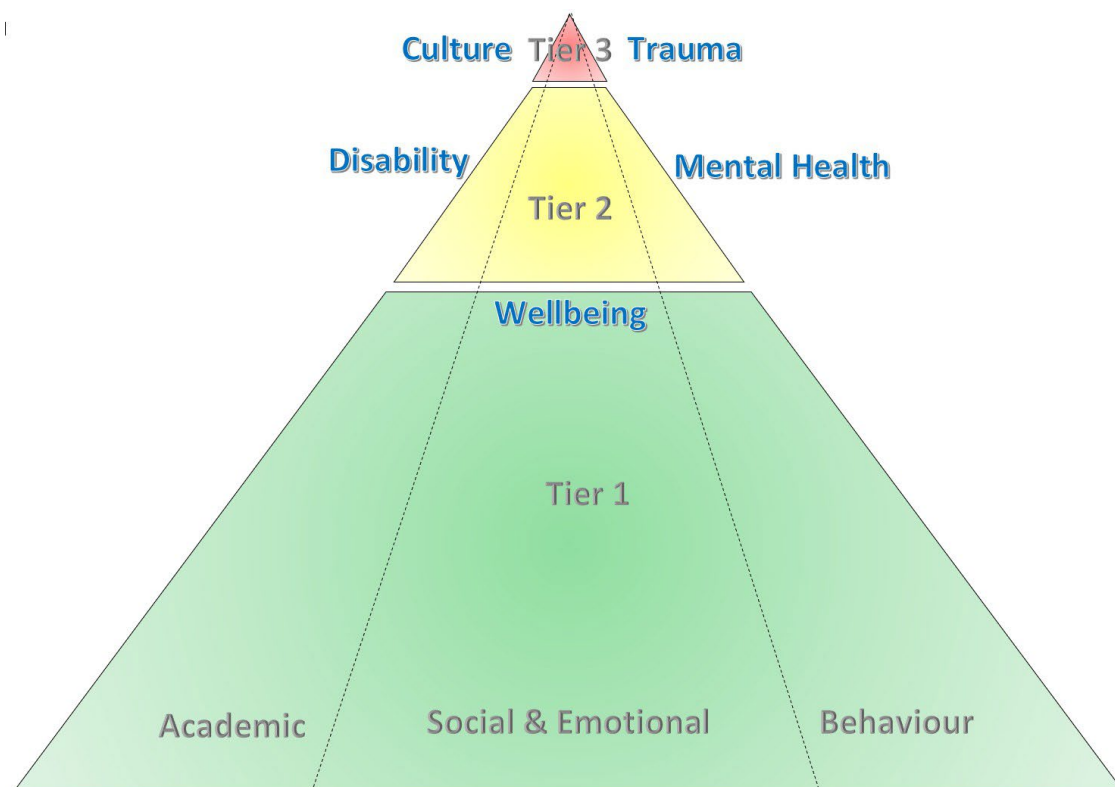 Culture Tier 3 Trauma
Disability
Mental Health
Tier 2
Wellbeing
Tier 1
Academic
Social & Emotional
Behaviour